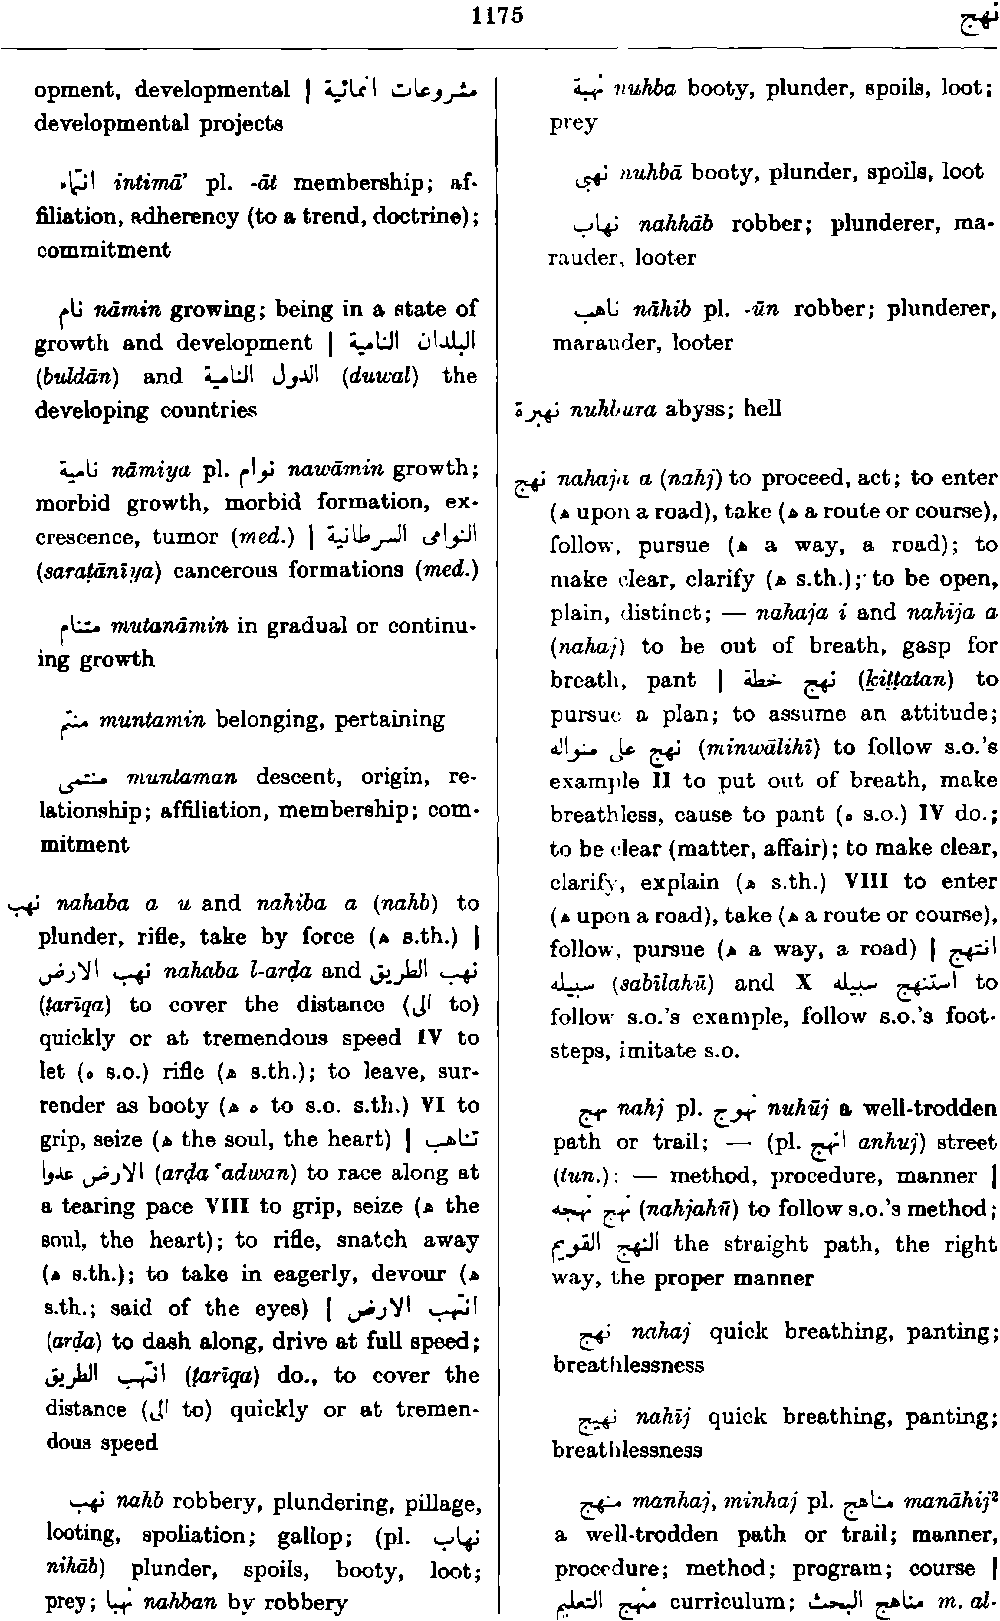 1175
نهج
opment, developmental | مشروعات انمائية
developmental projects
انتماء intimā’ pl. -āt membership; af-
filiation, adherency (to a trend, doctrine);
commitment
نام nāmin growing; being in a state of
growth and development | البلدان النامية
(buldān) and الدول النامية (duwal) the
developing countries
نامية nāmiya pl. نوام nawāmin growth;
morbid growth, morbid formation, ex-
crescence, tumor (med.) | النوامى السرطانية
(saraṭānīya) cancerous formations (med.)
متنام mutanāmin in gradual or continu-
ing growth
منتم muntamin belonging, pertaining
منتمى muntaman descent, origin, re-
lationship; affiliation, membership; com-
mitment
نهب nahaba a u and nahiba a (nahb) to
plunder, rifle, take by force (ه s.th.) |
نهب الارض nahaba l-arḍa and نهب الطريق
(ṭarīqa) to cover the distance (الى to)
quickly or at tremendous speed IV to
let (ه s.o.) rifle (ه s.th.); to leave, sur-
render as booty (ه ه to s.o. s.th.) VI to
grip, seize (ه the soul, the heart) | تناهب
الارض عدوا (arḍa ‘adwan) to race along at
a tearing pace VIII to grip, seize (ه the
soul, the heart); to rifle, snatch away
(ه s.th.); to take in eagerly, devour (ه
s.th.; said of the eyes) | انتهب الارض
(arḍa) to dash along, drive at full speed;
انتهب الطريق (ṭarīqa) do., to cover the
distance (الى to) quickly or at tremen-
dous speed
نهب nahb robbery, plundering, pillage,
looting, spoliation; gallop; (pl. نهاب
nihāb) plunder, spoils, booty, loot;
prey; نهبا nahban by robbery
نهبة nuhba booty, plunder, spoils, loot;
prey
نهبى nuhbā booty, plunder, spoils, loot
نهاب nahhāb robber; plunderer, ma-
rauder, looter
ناهب nāhib pl. -ūn robber; plunderer,
marauder, looter
نهبرة nuhbura abyss; hell
نهج nahaja a (nahj) to proceed, act; to enter
(ه upon a road), take (ه a route or course),
follow, pursue (ه a way, a road); to
make clear, clarify (ه s.th.); to be open,
plain, distinct; — nahaja i and nahija a
(nahaj) to be out of breath, gasp for
breath, pant | نهج خطة (ḵiṭṭatan) to
pursue a plan; to assume an attitude;
نهج على منواله (minwālihī) to follow s.o.’s
example II to put out of breath, make
breathless, cause to pant (ه s.o.) IV do.;
to be clear (matter, affair); to make clear,
clarify, explain (ه s.th.) VIII to enter
(ه upon a road), take (ه a route or course),
follow, pursue (ه a way, a road) | انتهج
سبيله (sabīlahū) and X استنهج سبيله to
follow s.o.’s example, follow s.o.’s foot-
steps, imitate s.o.
نهج nahj pl. نهوج nuhūj a well-trodden
path or trail; — (pl. انهج anhuj) street
(tun.); — method, procedure, manner |
نهج نهجه (nahjahū) to follow s.o.’s method;
النهج القويم the straight path, the right
way, the proper manner
نهج nahaj quick breathing, panting;
breathlessness
نهيج nahīj quick breathing, panting;
breathlessness
منهج manhaj, minhaj pl. مناهج manāhij²
a well-trodden path or trail; manner,
procedure; method; program; course |
منهج التعليم curriculum; مناهج البحث m. al-